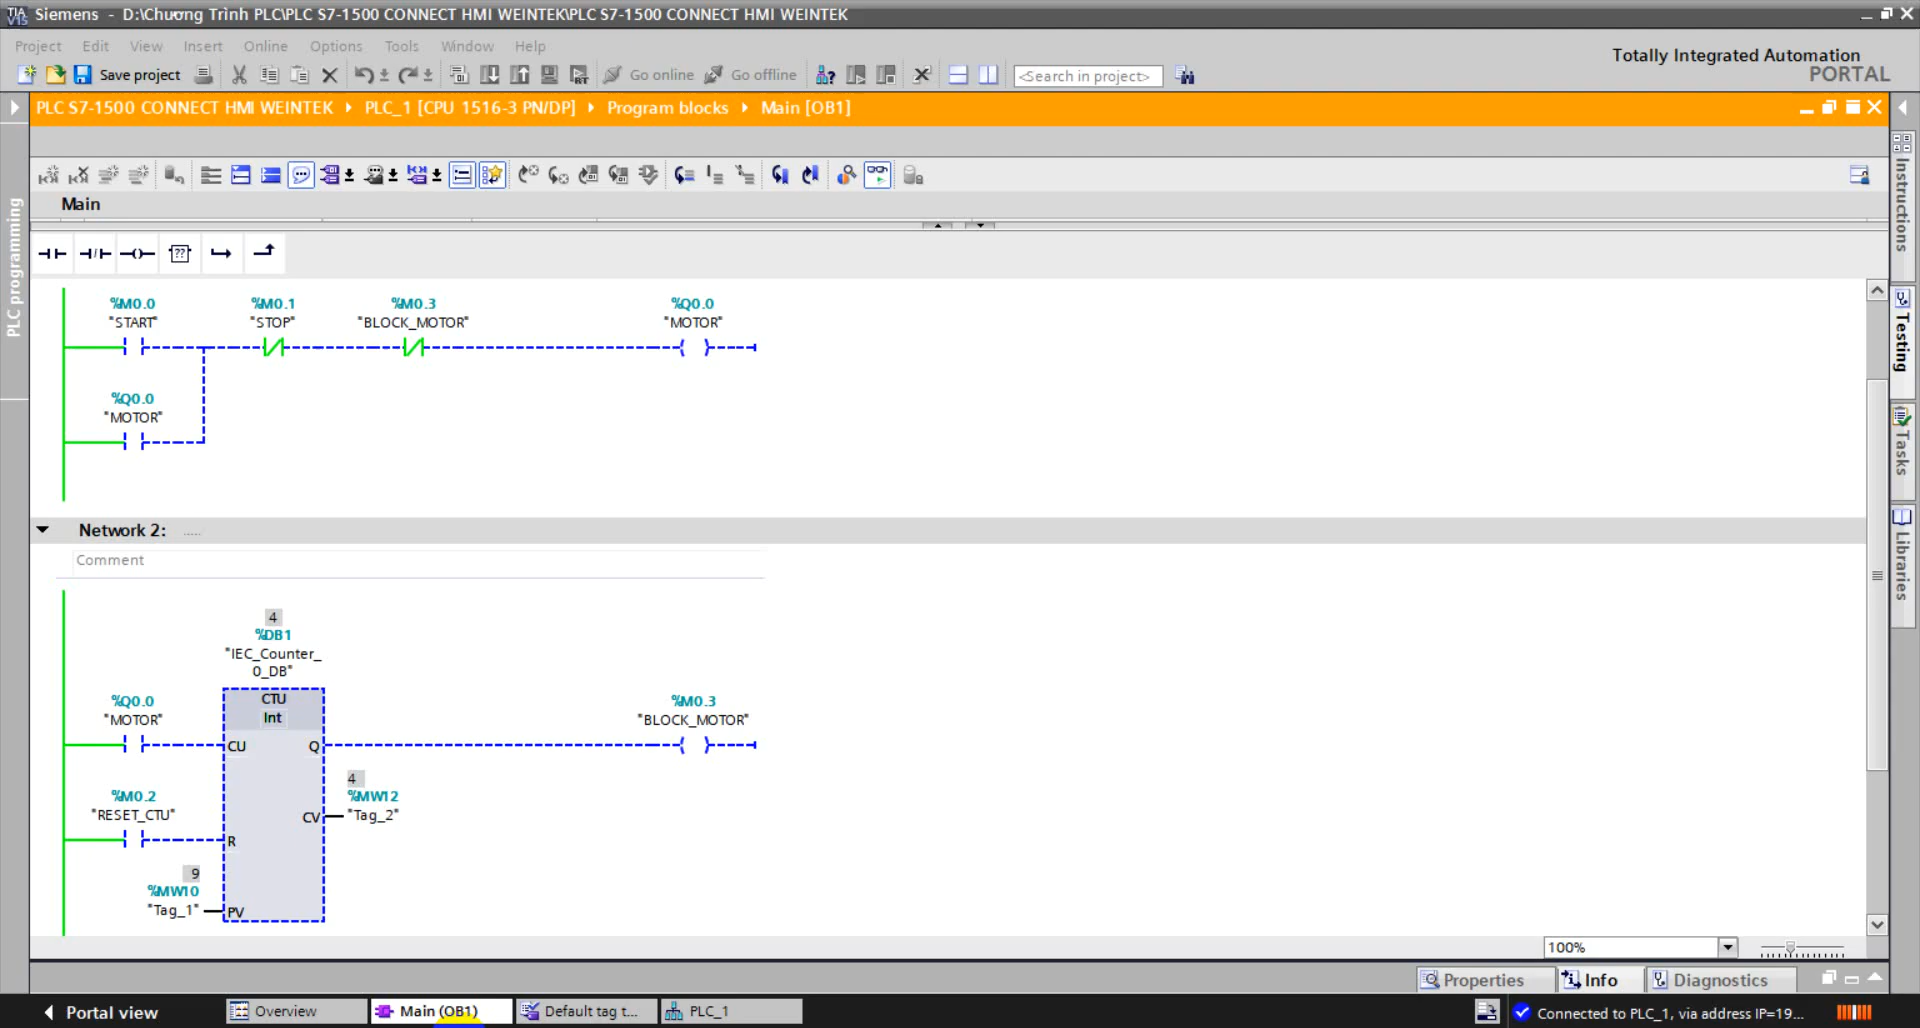 TIA V15 Siemens - D:\Chương Trình PLC\PLC S7-1500 CONNECT HMI WEINTEK\PLC S7-1500 CONNECT HMI WEINTEK
Project Edit View Insert Online Options Tools Window Help
Totally Integrated Automation
PORTAL
Save project Go online Go offline <Search in project>
PLC S7-1500 CONNECT HMI WEINTEK PLC_1 [CPU 1516-3 PN/DP] Program blocks Main [OB1]
Main
??
PLC programming
Instructions
Testing
Tasks
Libraries
%M0.0 %M0.1 %M0.3 %Q0.0
"START" "STOP" "BLOCK_MOTOR" "MOTOR"
%Q0.0
"MOTOR"
Network 2: .....
Comment
4
%DB1
"IEC_Counter_
0_DB"
%Q0.0 CTU %M0.3
"MOTOR" Int "BLOCK_MOTOR"
CU Q
4
%M0.2 %MW12
"RESET_CTU" CV "Tag_2"
R
9
%MW10
"Tag_1" PV
100%
Properties Info Diagnostics
Portal view Overview Main (OB1) Default tag t... PLC_1 Connected to PLC_1, via address IP=19...